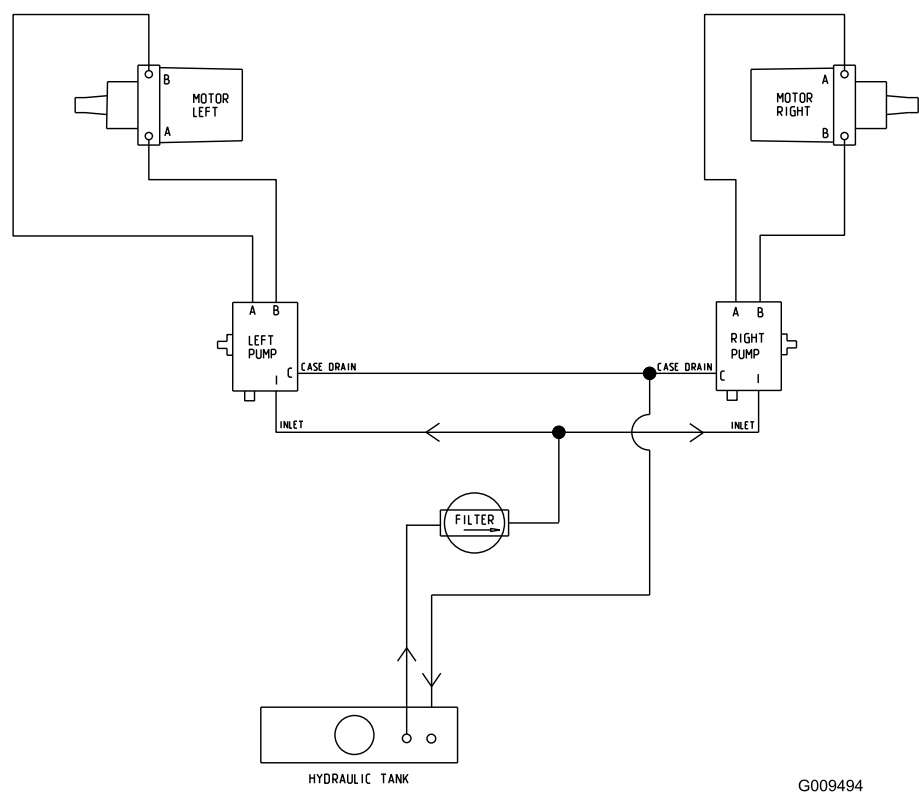 B
MOTOR
LEFT
A
A
MOTOR
RIGHT
B
A B
LEFT
PUMP
C
I
CASE DRAIN
INLET
A B
RIGHT
PUMP
C
I
CASE DRAIN
INLET
FILTER
HYDRAULIC TANK
G009494